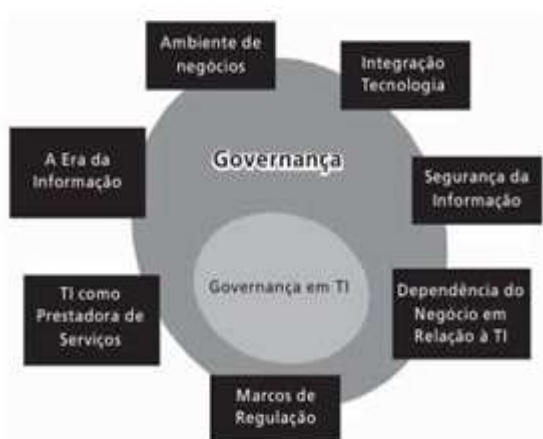 Ambiente de
negócios
Integração
Tecnologia
A Era da
Informação
Governança
Segurança da
Informação
TI como
Prestadora de
Serviços
Governança em TI
Dependência do
Negócio em
Relação à TI
Marcos de
Regulação